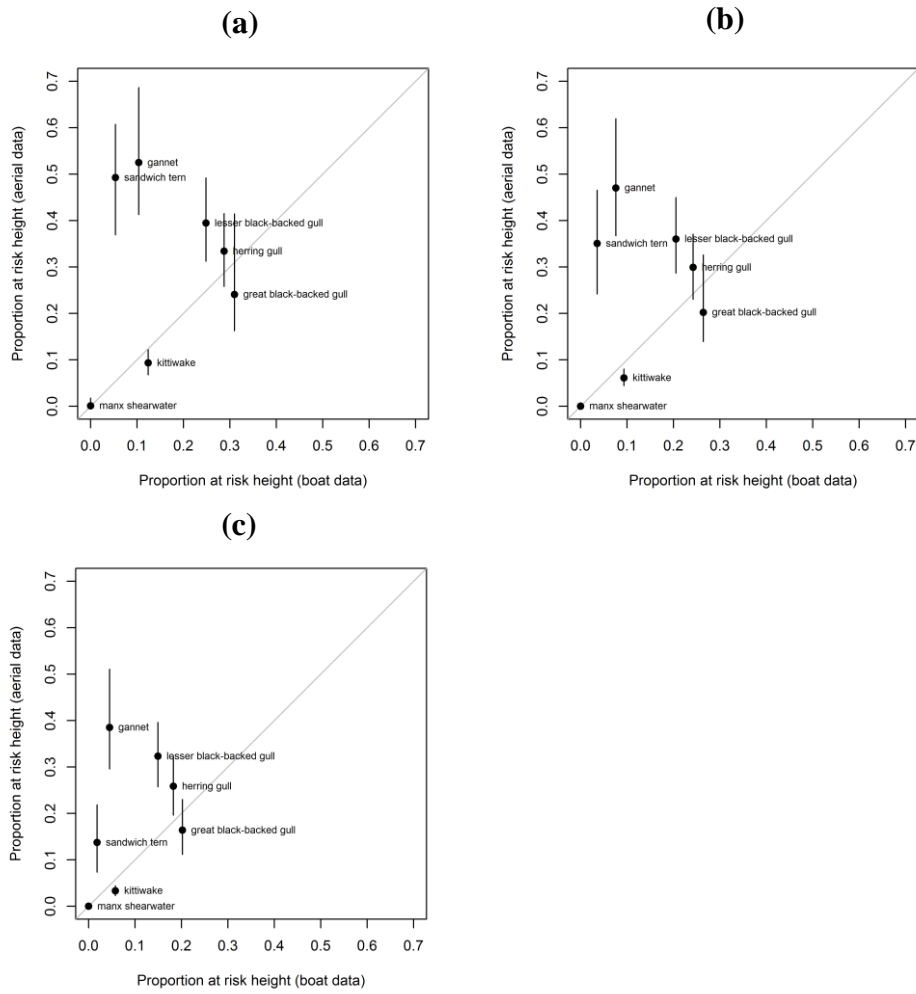 (a)
Proportion at risk height (aerial data)
0.7
0.6
0.5
0.4
0.3
0.2
0.1
0.0
gannet
sandwich tern
lesser black-backed gull
herring gull
great black-backed gull
kittiwake
manx shearwater
0.0 0.1 0.2 0.3 0.4 0.5 0.6 0.7
Proportion at risk height (boat data)
(b)
Proportion at risk height (aerial data)
0.7
0.6
0.5
0.4
0.3
0.2
0.1
0.0
gannet
sandwich tern
lesser black-backed gull
herring gull
great black-backed gull
kittiwake
manx shearwater
0.0 0.1 0.2 0.3 0.4 0.5 0.6 0.7
Proportion at risk height (boat data)
(c)
Proportion at risk height (aerial data)
0.7
0.6
0.5
0.4
0.3
0.2
0.1
0.0
gannet
lesser black-backed gull
herring gull
great black-backed gull
sandwich tern
kittiwake
manx shearwater
0.0 0.1 0.2 0.3 0.4 0.5 0.6 0.7
Proportion at risk height (boat data)